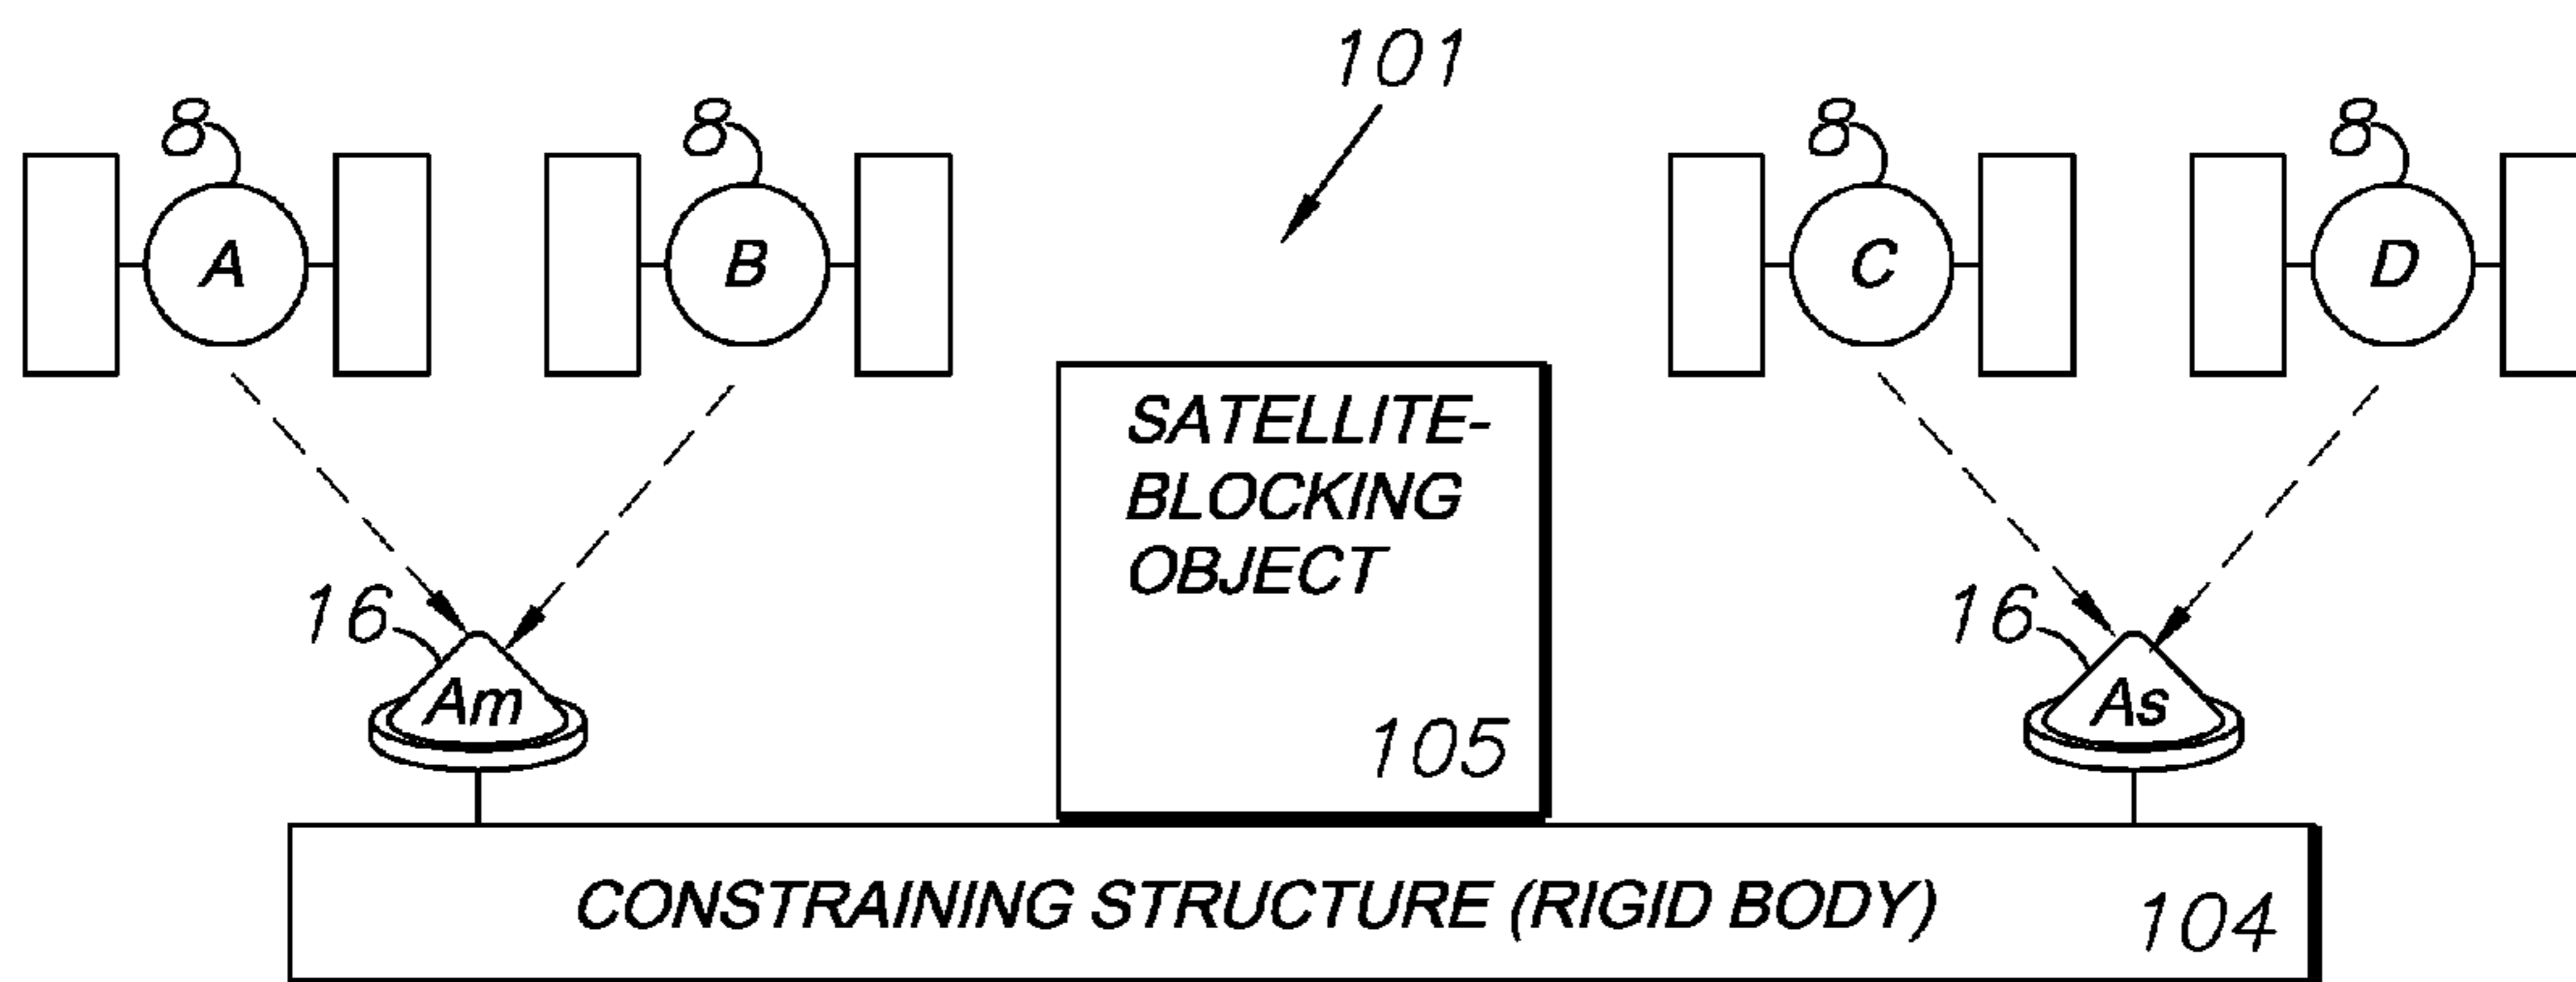 101
8 8 8 8
A B C D
SATELLITE-
BLOCKING
OBJECT
16 16
Am As
105
CONSTRAINING STRUCTURE (RIGID BODY) 104